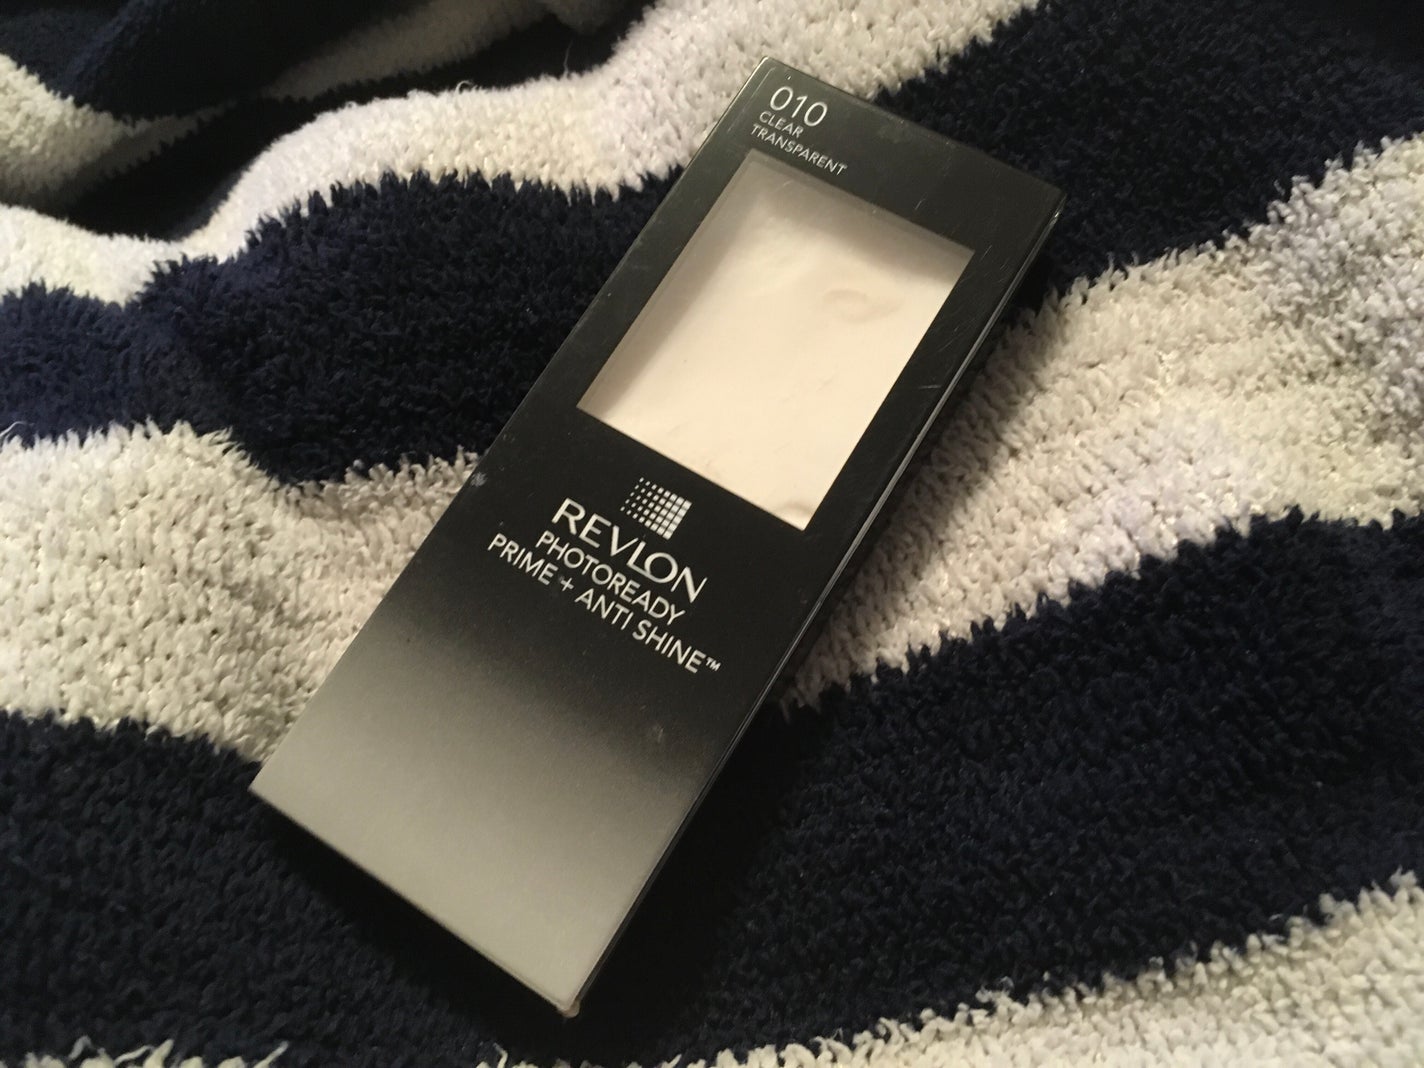 010
CLEAR
TRANSPARENT
REVLON
PHOTOREADY
PRIME + ANTI SHINE™